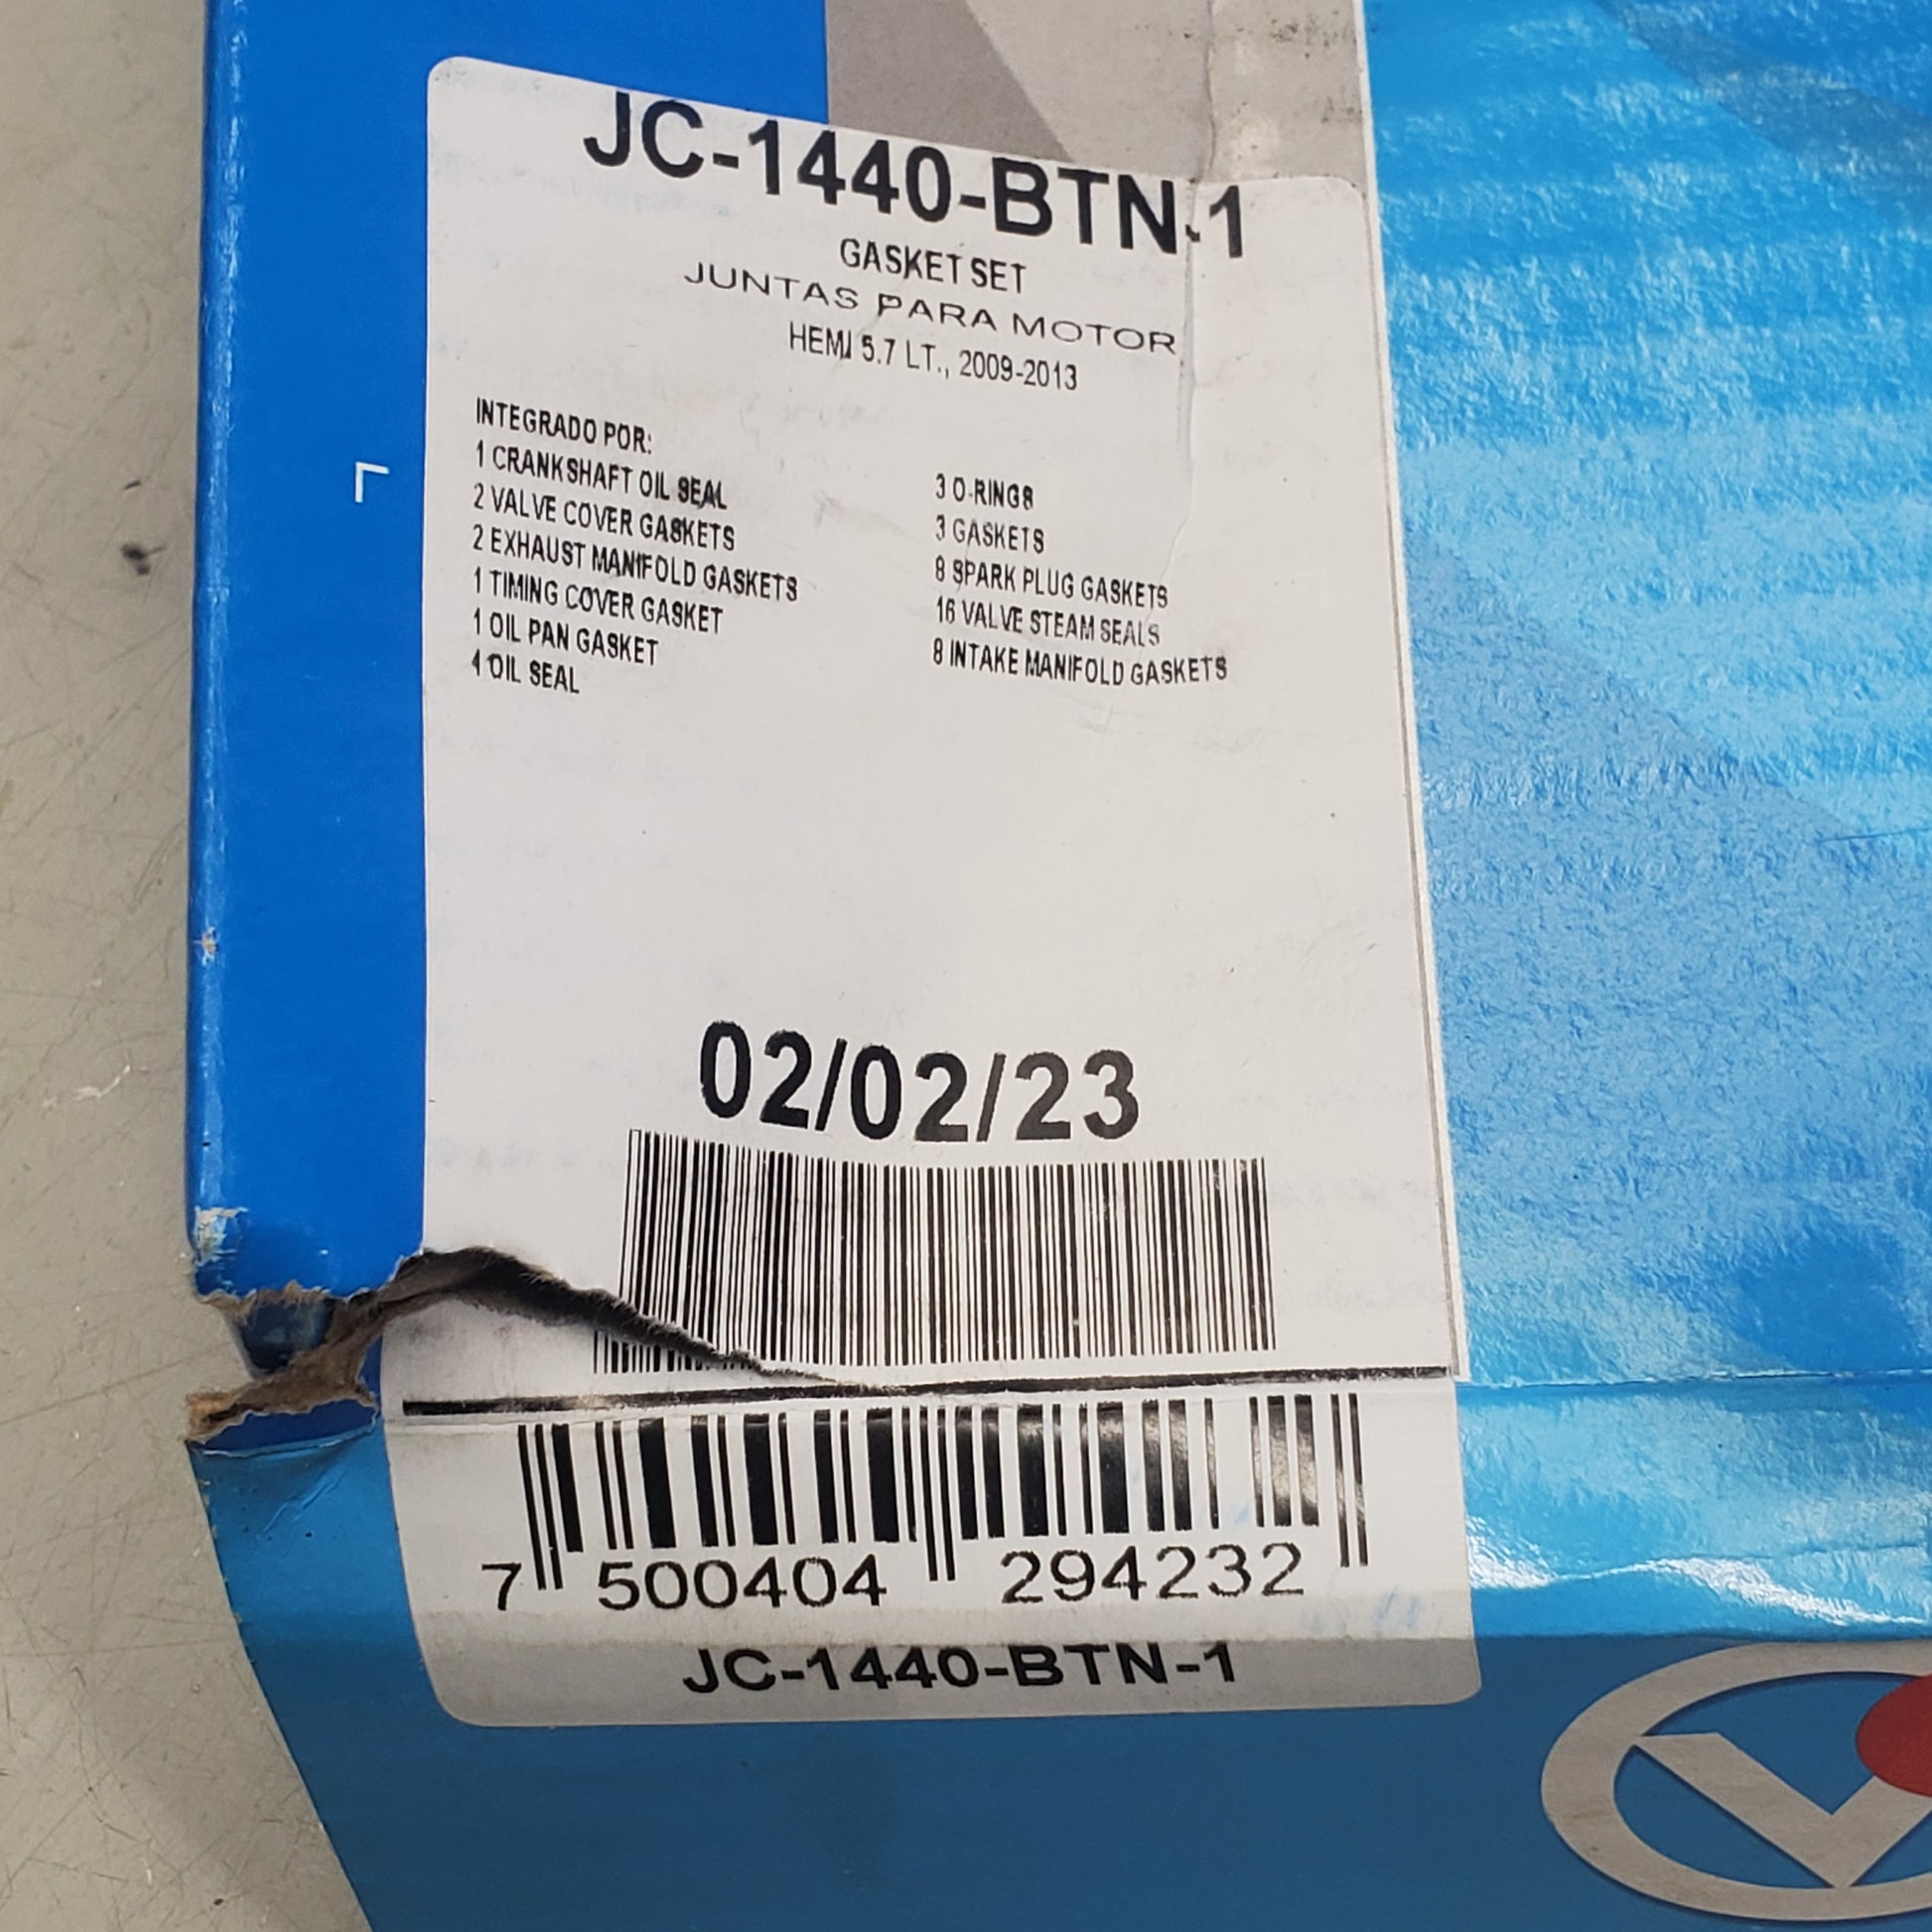 JC-1440-BTN-1
GASKET SET
JUNTAS PARA MOTOR
HEMI 5.7 LT., 2009-2013
INTEGRADO POR:
1 CRANKSHAFT OIL SEAL
2 VALVE COVER GASKETS
2 EXHAUST MANIFOLD GASKETS
1 TIMING COVER GASKET
1 OIL PAN GASKET
1 OIL SEAL
3 O-RINGS
3 GASKETS
8 SPARK PLUG GASKETS
16 VALVE STEAM SEALS
8 INTAKE MANIFOLD GASKETS
02/02/23
7 500404 294232
JC-1440-BTN-1